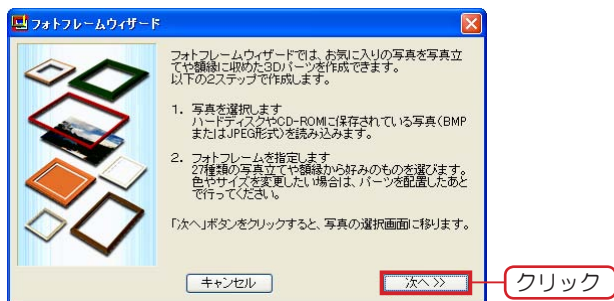 フォトフレームウィザード
フォトフレームウィザードでは、お気に入りの写真を写真立
てや額縁に収めた3Dパーツを作成できます。
以下の2ステップで作成します。
1. 写真を選択します
ハードディスクやCD-ROMに保存されている写真(BMP
またはJPEG形式)を読み込みます。
2. フォトフレームを指定します
27種類の写真立てや額縁から好みのものを選びます。
色やサイズを変更したい場合は、パーツを配置したあと
で行ってください。
「次へ」ボタンをクリックすると、写真の選択画面に移ります。
キャンセル
次へ >>
クリック